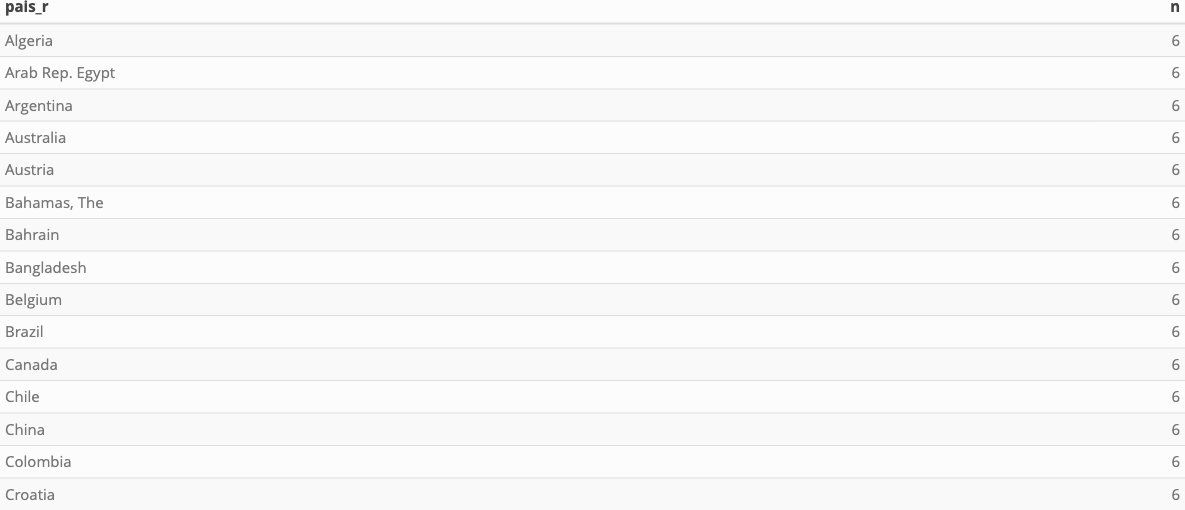 pais_r n
Algeria 6
Arab Rep. Egypt 6
Argentina 6
Australia 6
Austria 6
Bahamas, The 6
Bahrain 6
Bangladesh 6
Belgium 6
Brazil 6
Canada 6
Chile 6
China 6
Colombia 6
Croatia 6